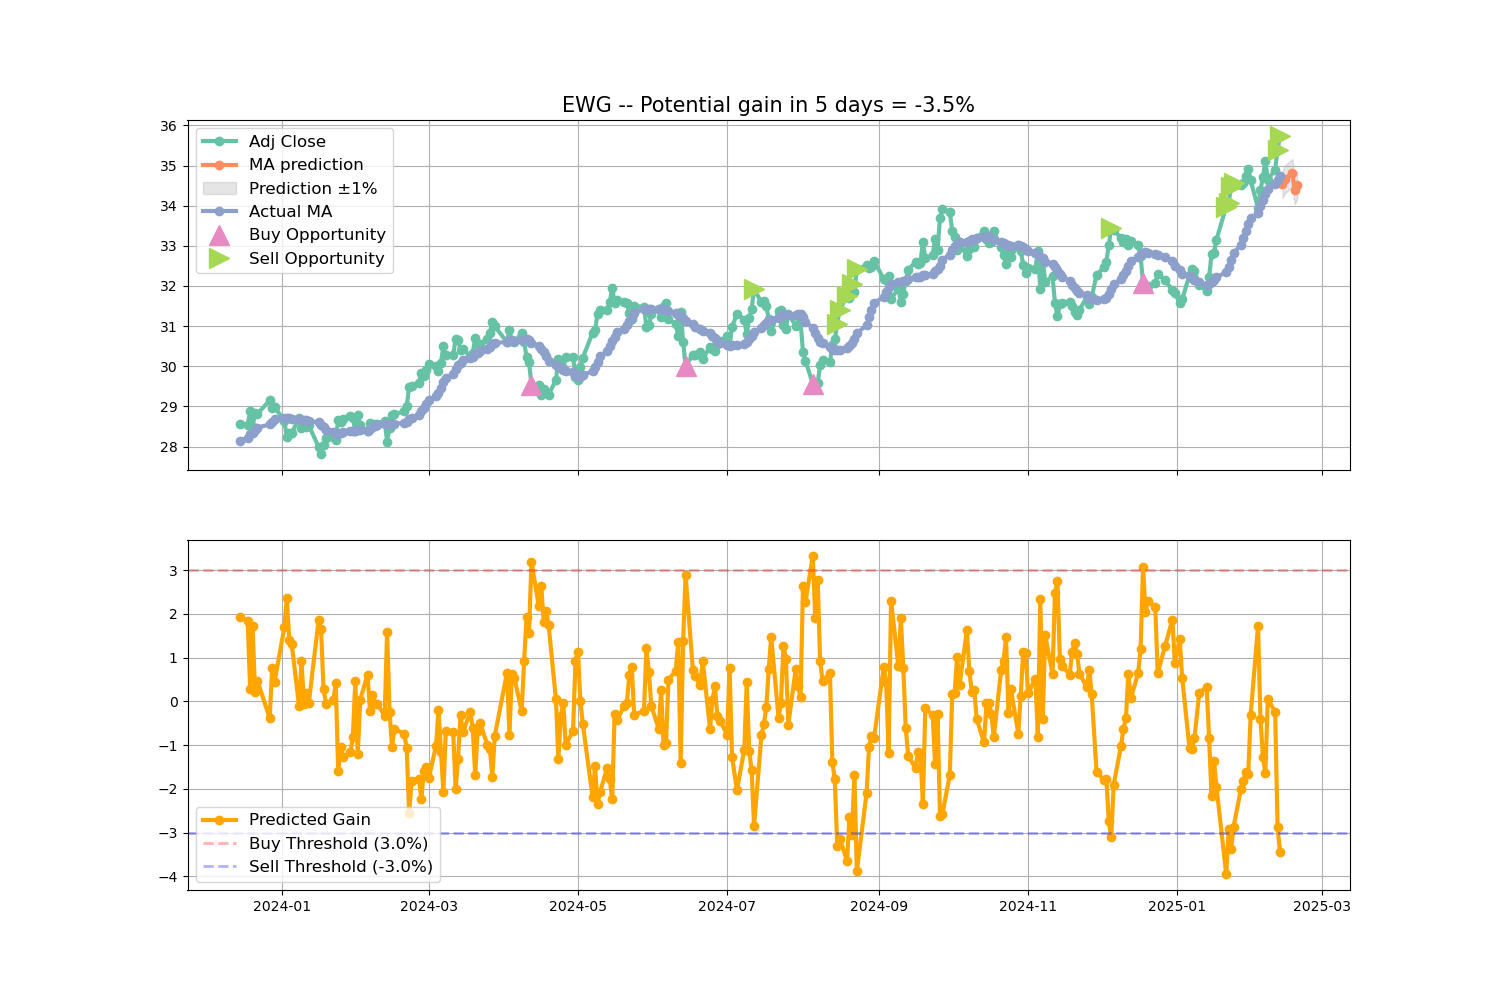 EWG -- Potential gain in 5 days = -3.5%
36
35
34
33
32
31
30
29
28
Adj Close
MA prediction
Prediction ±1%
Actual MA
Buy Opportunity
Sell Opportunity
3
2
1
0
−1
−2
−3
−4
Predicted Gain
Buy Threshold (3.0%)
Sell Threshold (-3.0%)
2024-01 2024-03 2024-05 2024-07 2024-09 2024-11 2025-01 2025-03